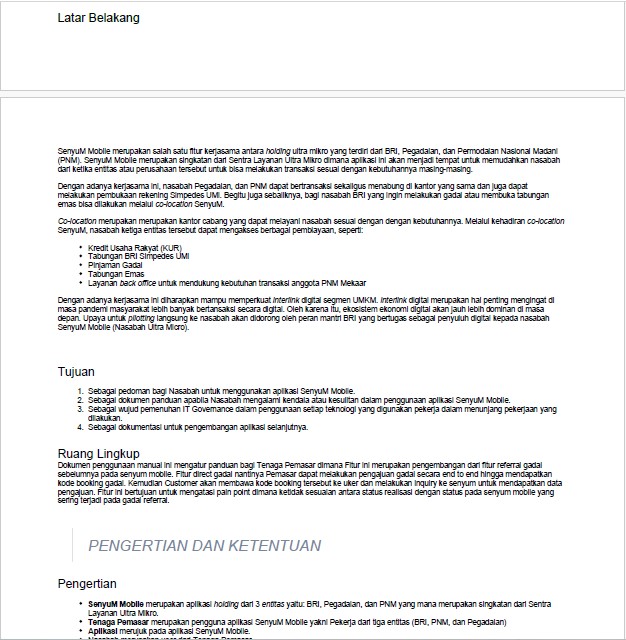 Latar Belakang
SenyuM Mobile merupakan salah satu fitur kerjasama antara holding ultra mikro yang terdiri dari BRI, Pegadaian, dan Permodalan Nasional Madani
(PNM). SenyuM Mobile merupakan singkatan dari Sentra Layanan Ultra Mikro dimana aplikasi ini akan menjadi tempat untuk memudahkan nasabah
dari ketika entitas atau perusahaan tersebut untuk bisa melakukan transaksi sesuai dengan kebutuhannya masing-masing.
Dengan adanya kerjasama ini, nasabah Pegadaian, dan PNM dapat bertransaksi sekaligus menabung di kantor yang sama dan juga dapat
melakukan pembukaan rekening Simpedes UMi. Begitu juga sebaliknya, bagi nasabah BRI yang ingin melakukan gadai atau membuka tabungan
emas bisa dilakukan melalui co-location SenyuM.
Co-location merupakan merupakan kantor cabang yang dapat melayani nasabah sesuai dengan dengan kebutuhannya. Melalui kehadiran co-location
SenyuM, nasabah ketiga entitas tersebut dapat mengakses berbagai pembiayaan, seperti:
• Kredit Usaha Rakyat (KUR)
• Tabungan BRI Simpedes UMi
• Pinjaman Gadai
• Tabungan Emas
• Layanan back office untuk mendukung kebutuhan transaksi anggota PNM Mekaar
Dengan adanya kerjasama ini diharapkan mampu memperkuat interlink digital segmen UMKM. Interlink digital merupakan hal penting mengingat di
masa pandemi masyarakat lebih banyak bertansaksi secara digital. Oleh karena itu, ekosistem ekonomi digital akan jauh lebih dominan di masa
depan. Upaya untuk pilotting langsung ke nasabah akan didorong oleh peran mantri BRI yang bertugas sebagai penyuluh digital kepada nasabah
SenyuM Mobile (Nasabah Ultra Micro).
Tujuan
1. Sebagai pedoman bagi Nasabah untuk menggunakan aplikasi SenyuM Mobile.
2. Sebagai dokumen panduan apabila Nasabah mengalami kendala atau kesulitan dalam penggunaan aplikasi SenyuM Mobile.
3. Sebagai wujud pemenuhan IT Governance dalam penggunaan setiap teknologi yang digunakan pekerja dalam menunjang pekerjaan yang
dilakukan.
4. Sebagai dokumentasi untuk pengembangan aplikasi selanjutnya.
Ruang Lingkup
Dokumen penggunaan manual ini mengatur panduan bagi Tenaga Pemasar dimana Fitur ini merupakan pengembangan dari fitur referral gadai
sebelumnya pada senyum mobile. Fitur direct gadai nantinya Pemasar dapat melakukan pengajuan gadai secara end to end hingga mendapatkan
kode booking gadai. Kemudian Customer akan membawa kode booking tersebut ke uker dan melakukan inquiry ke senyum untuk mendapatkan data
pengajuan. Fitur ini bertujuan untuk mengatasi pain point dimana ketidak sesuaian antara status realisasi dengan status pada senyum mobile yang
sering terjadi pada gadai referral.
PENGERTIAN DAN KETENTUAN
Pengertian
• SenyuM Mobile merupakan aplikasi holding dari 3 entitas yaitu: BRI, Pegadaian, dan PNM yang mana merupakan singkatan dari Sentra
Layanan Ultra Mikro.
• Tenaga Pemasar merupakan pengguna aplikasi SenyuM Mobile yakni Pekerja dari tiga entitas (BRI, PNM, dan Pegadaian)
• Aplikasi merujuk pada aplikasi SenyuM Mobile.